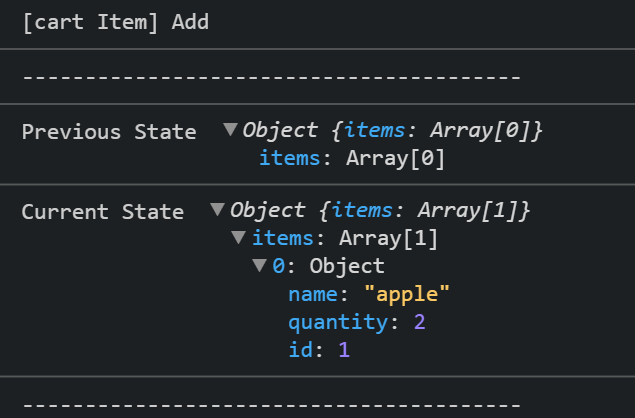 [cart Item] Add
----------------------------------------
Previous State ▼Object {items: Array[0]}
items: Array[0]
Current State ▼Object {items: Array[1]}
▼items: Array[1]
▼0: Object
name: "apple"
quantity: 2
id: 1
----------------------------------------